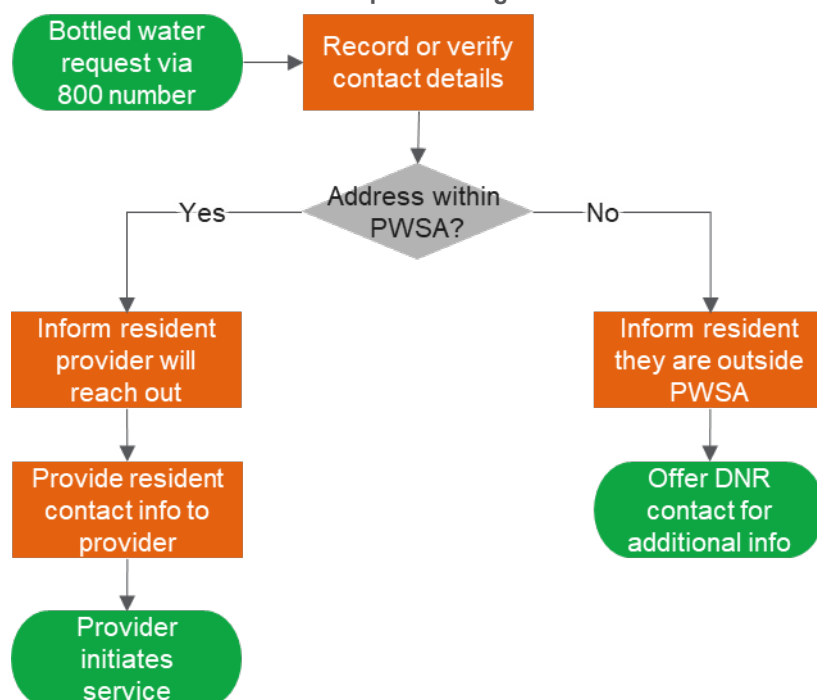 Bottled water
request via
800 number
Record or verify
contact details
Address within
PWSA?
Yes
No
Inform resident
provider will
reach out
Inform resident
they are outside
PWSA
Provide resident
contact info to
provider
Offer DNR
contact for
additional info
Provider
initiates
service